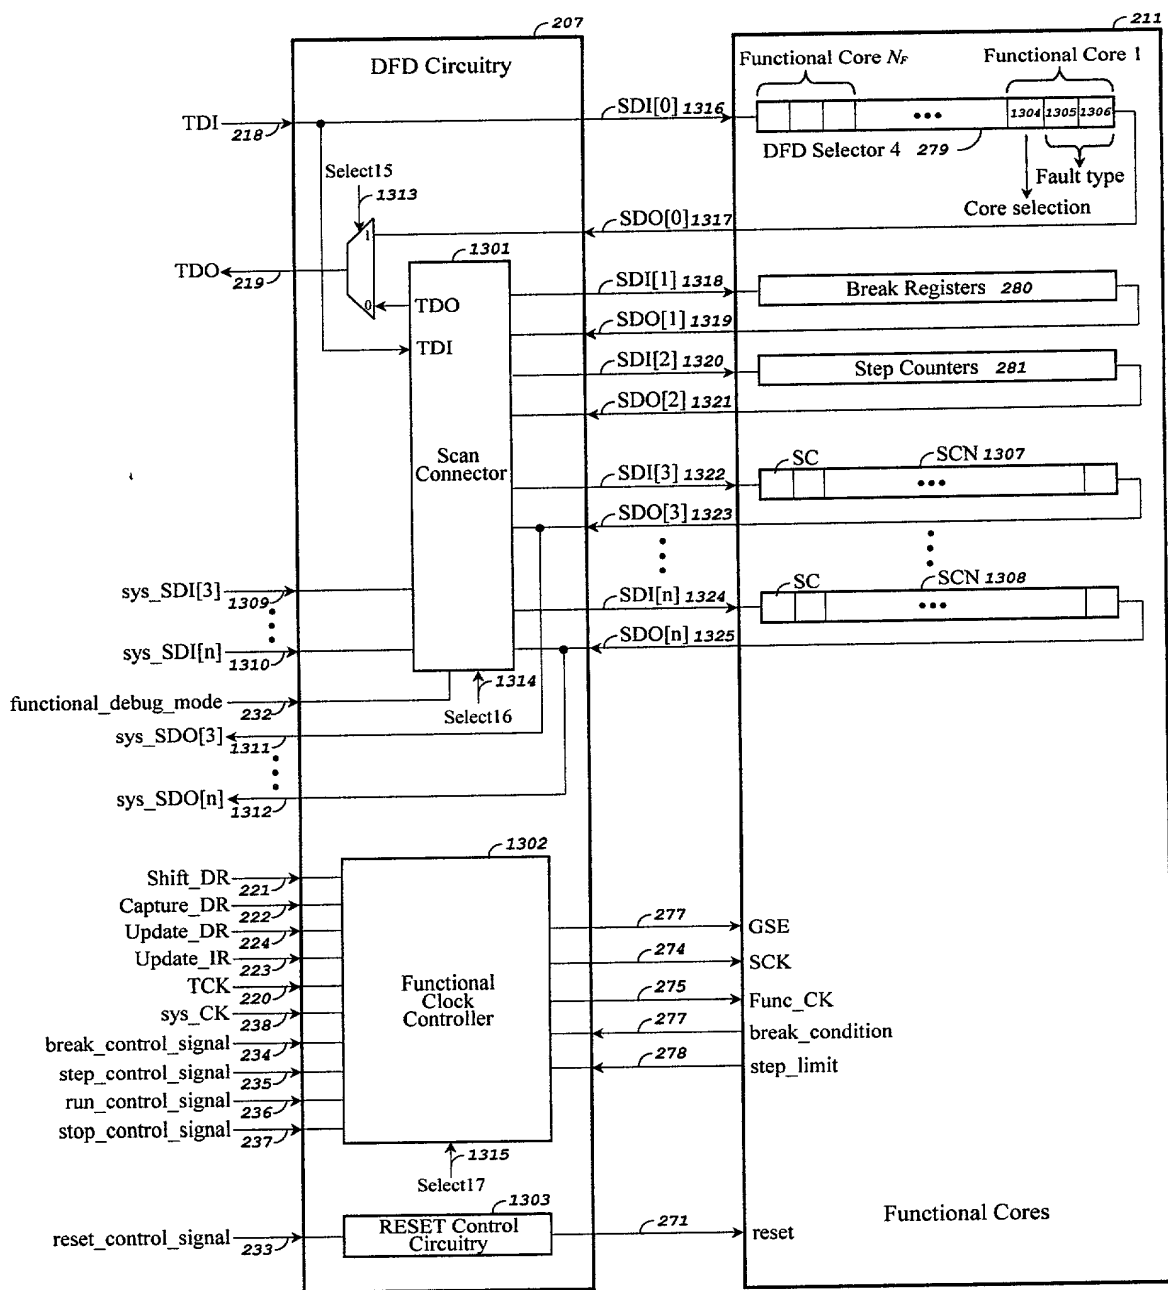 207
211
DFD Circuitry
Functional Core NF
Functional Core 1
TDI
218
SDI[0] 1316
1304 1305 1306
DFD Selector 4 279
Fault type
Core selection
Select15
1313
SDO[0] 1317
1
TDO
219
0
1301
TDO
TDI
SDI[1] 1318
Break Registers 280
SDO[1] 1319
SDI[2] 1320
Step Counters 281
SDO[2] 1321
Scan
Connector
SC
SCN 1307
SDI[3] 1322
SDO[3] 1323
sys_SDI[3]
1309
SC
SCN 1308
SDI[n] 1324
SDO[n] 1325
sys_SDI[n]
1310
1314
Select16
functional_debug_mode
232
sys_SDO[3]
1311
sys_SDO[n]
1312
1302
Shift_DR
221
Capture_DR
222
Update_DR
224
Update_IR
223
TCK
220
sys_CK
238
break_control_signal
234
step_control_signal
235
run_control_signal
236
stop_control_signal
237
Functional
Clock
Controller
277
GSE
274
SCK
275
Func_CK
277
break_condition
278
step_limit
1315
Select17
1303
reset_control_signal
233
RESET Control
Circuitry
271
reset
Functional Cores